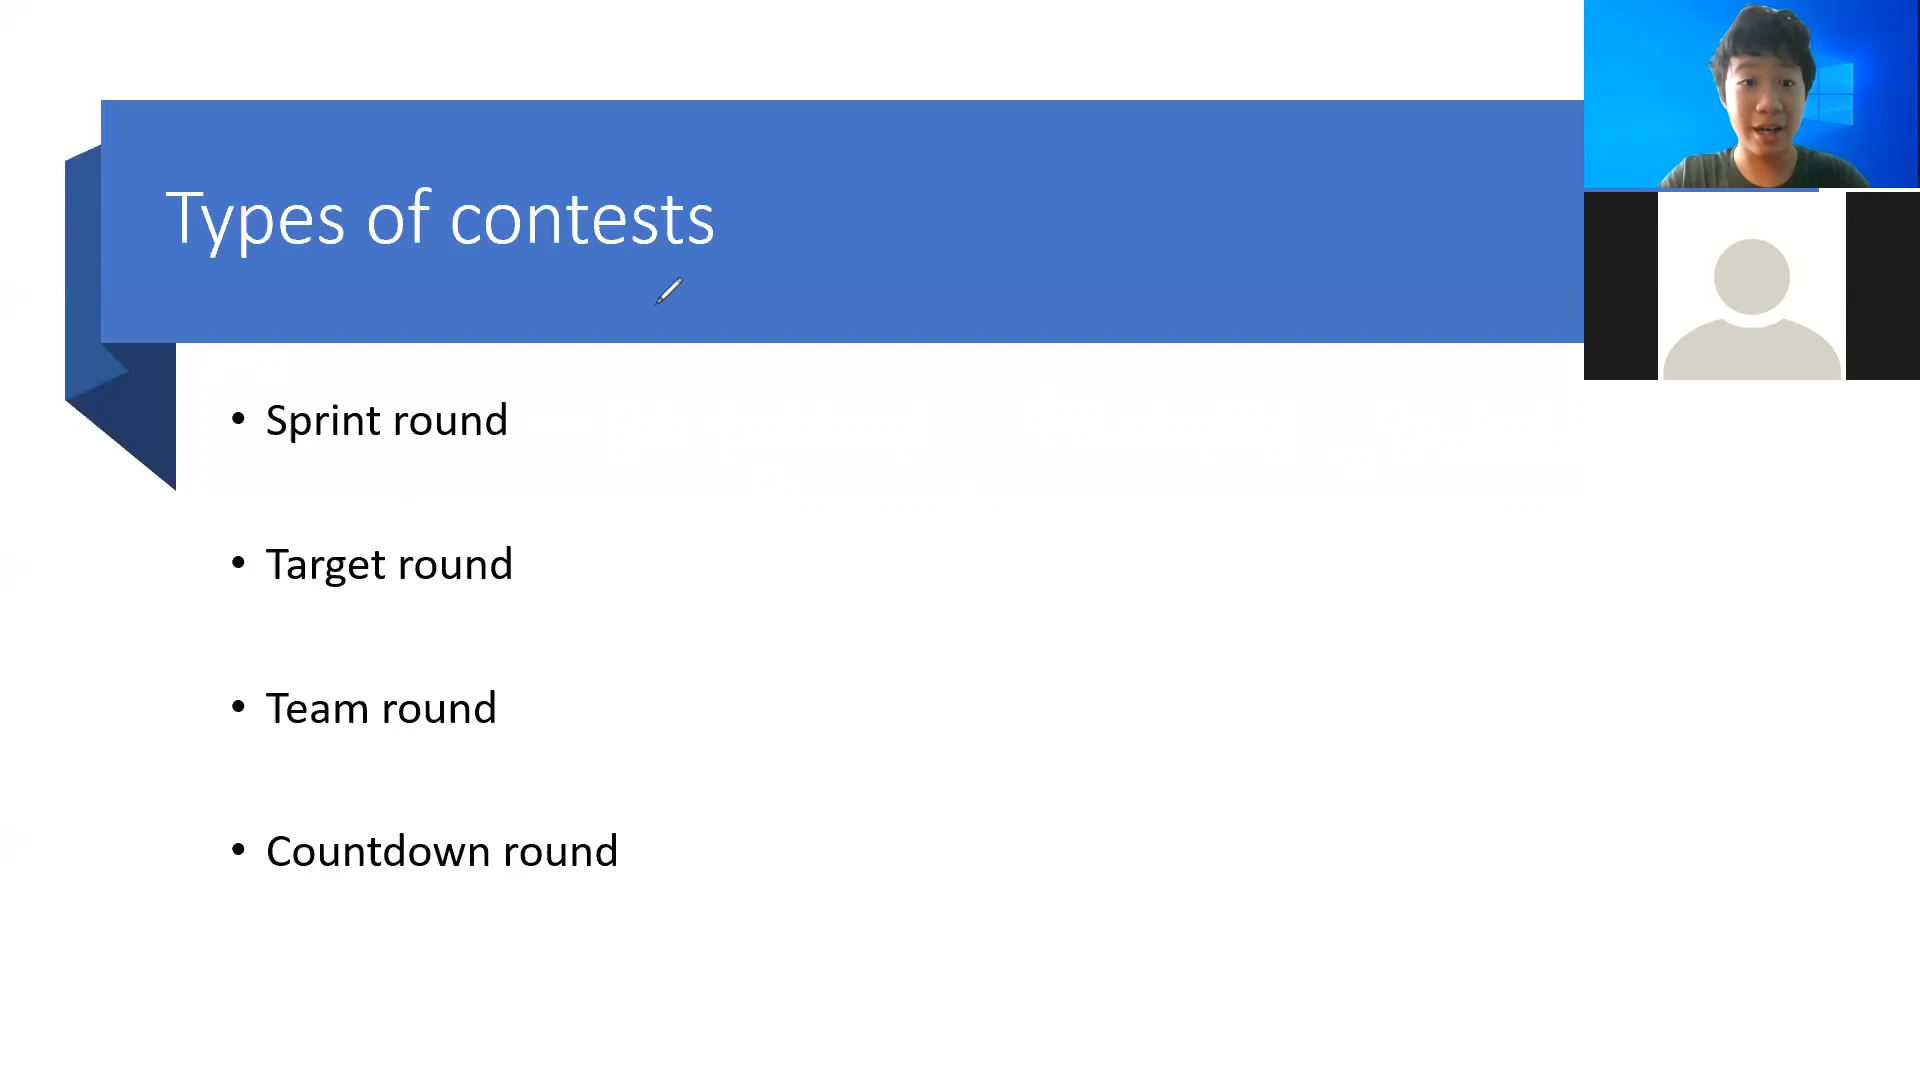 Types of contests
• Sprint round
• Target round
• Team round
• Countdown round